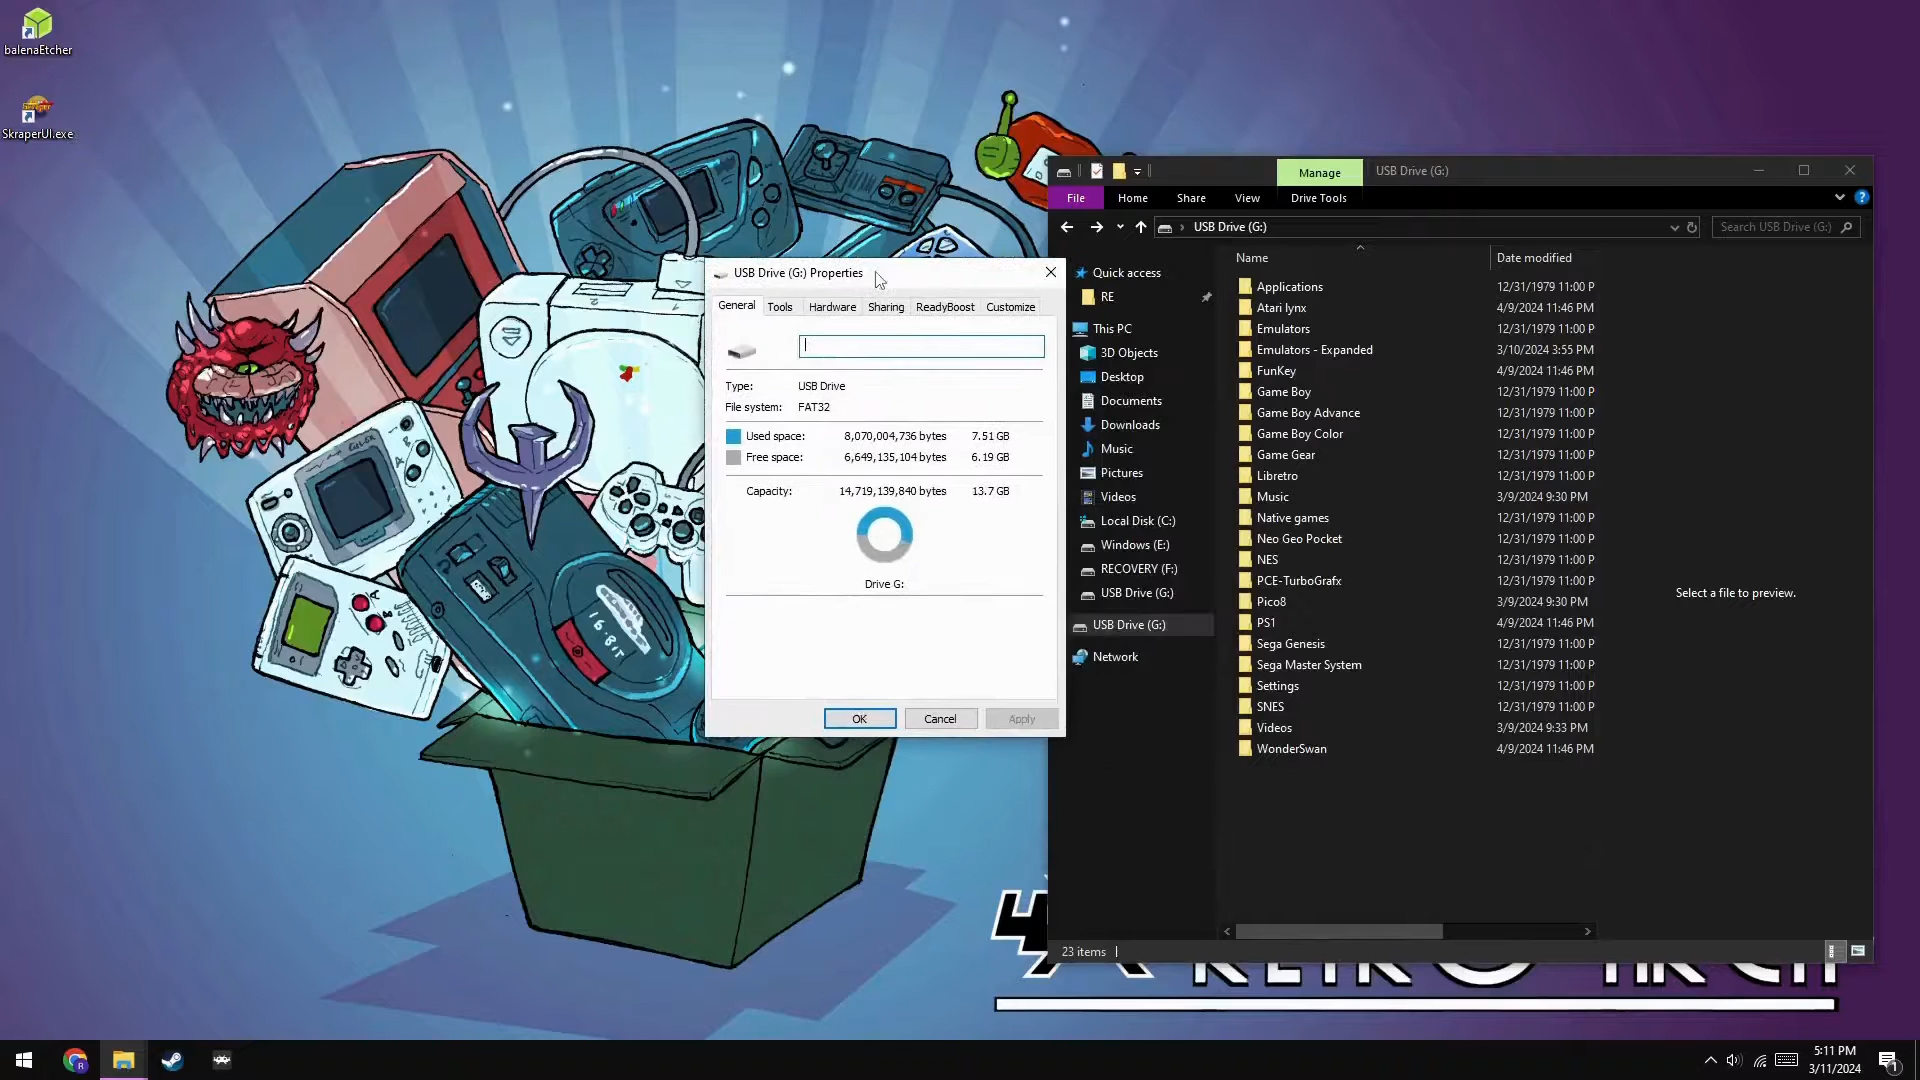 balenaEtcher
SkraperUI.exe
16·BIT
USB Drive (G:) Properties
General
Tools
Hardware
Sharing
ReadyBoost
Customize
Type:
USB Drive
File system:
FAT32
Used space:
8,070,004,736 bytes
7.51 GB
Free space:
6,649,135,104 bytes
6.19 GB
Capacity:
14,719,139,840 bytes
13.7 GB
Drive G:
OK
Cancel
Apply
Manage
USB Drive (G:)
File
Home
Share
View
Drive Tools
USB Drive (G:)
Search USB Drive (G:)
Quick access
RE
This PC
3D Objects
Desktop
Documents
Downloads
Music
Pictures
Videos
Local Disk (C:)
Windows (E:)
RECOVERY (F:)
USB Drive (G:)
USB Drive (G:)
Network
Name
Date modified
Applications 12/31/1979 11:00 P
Atari lynx 4/9/2024 11:46 PM
Emulators 12/31/1979 11:00 P
Emulators - Expanded 3/10/2024 3:55 PM
FunKey 4/9/2024 11:46 PM
Game Boy 12/31/1979 11:00 P
Game Boy Advance 12/31/1979 11:00 P
Game Boy Color 12/31/1979 11:00 P
Game Gear 12/31/1979 11:00 P
Libretro 12/31/1979 11:00 P
Music 3/9/2024 9:30 PM
Native games 12/31/1979 11:00 P
Neo Geo Pocket 12/31/1979 11:00 P
NES 12/31/1979 11:00 P
PCE-TurboGrafx 12/31/1979 11:00 P
Pico8 3/9/2024 9:30 PM
PS1 4/9/2024 11:46 PM
Sega Genesis 12/31/1979 11:00 P
Sega Master System 12/31/1979 11:00 P
Settings 12/31/1979 11:00 P
SNES 12/31/1979 11:00 P
Videos 3/9/2024 9:33 PM
WonderSwan 4/9/2024 11:46 PM
Select a file to preview.
23 items
5:11 PM
3/11/2024
1